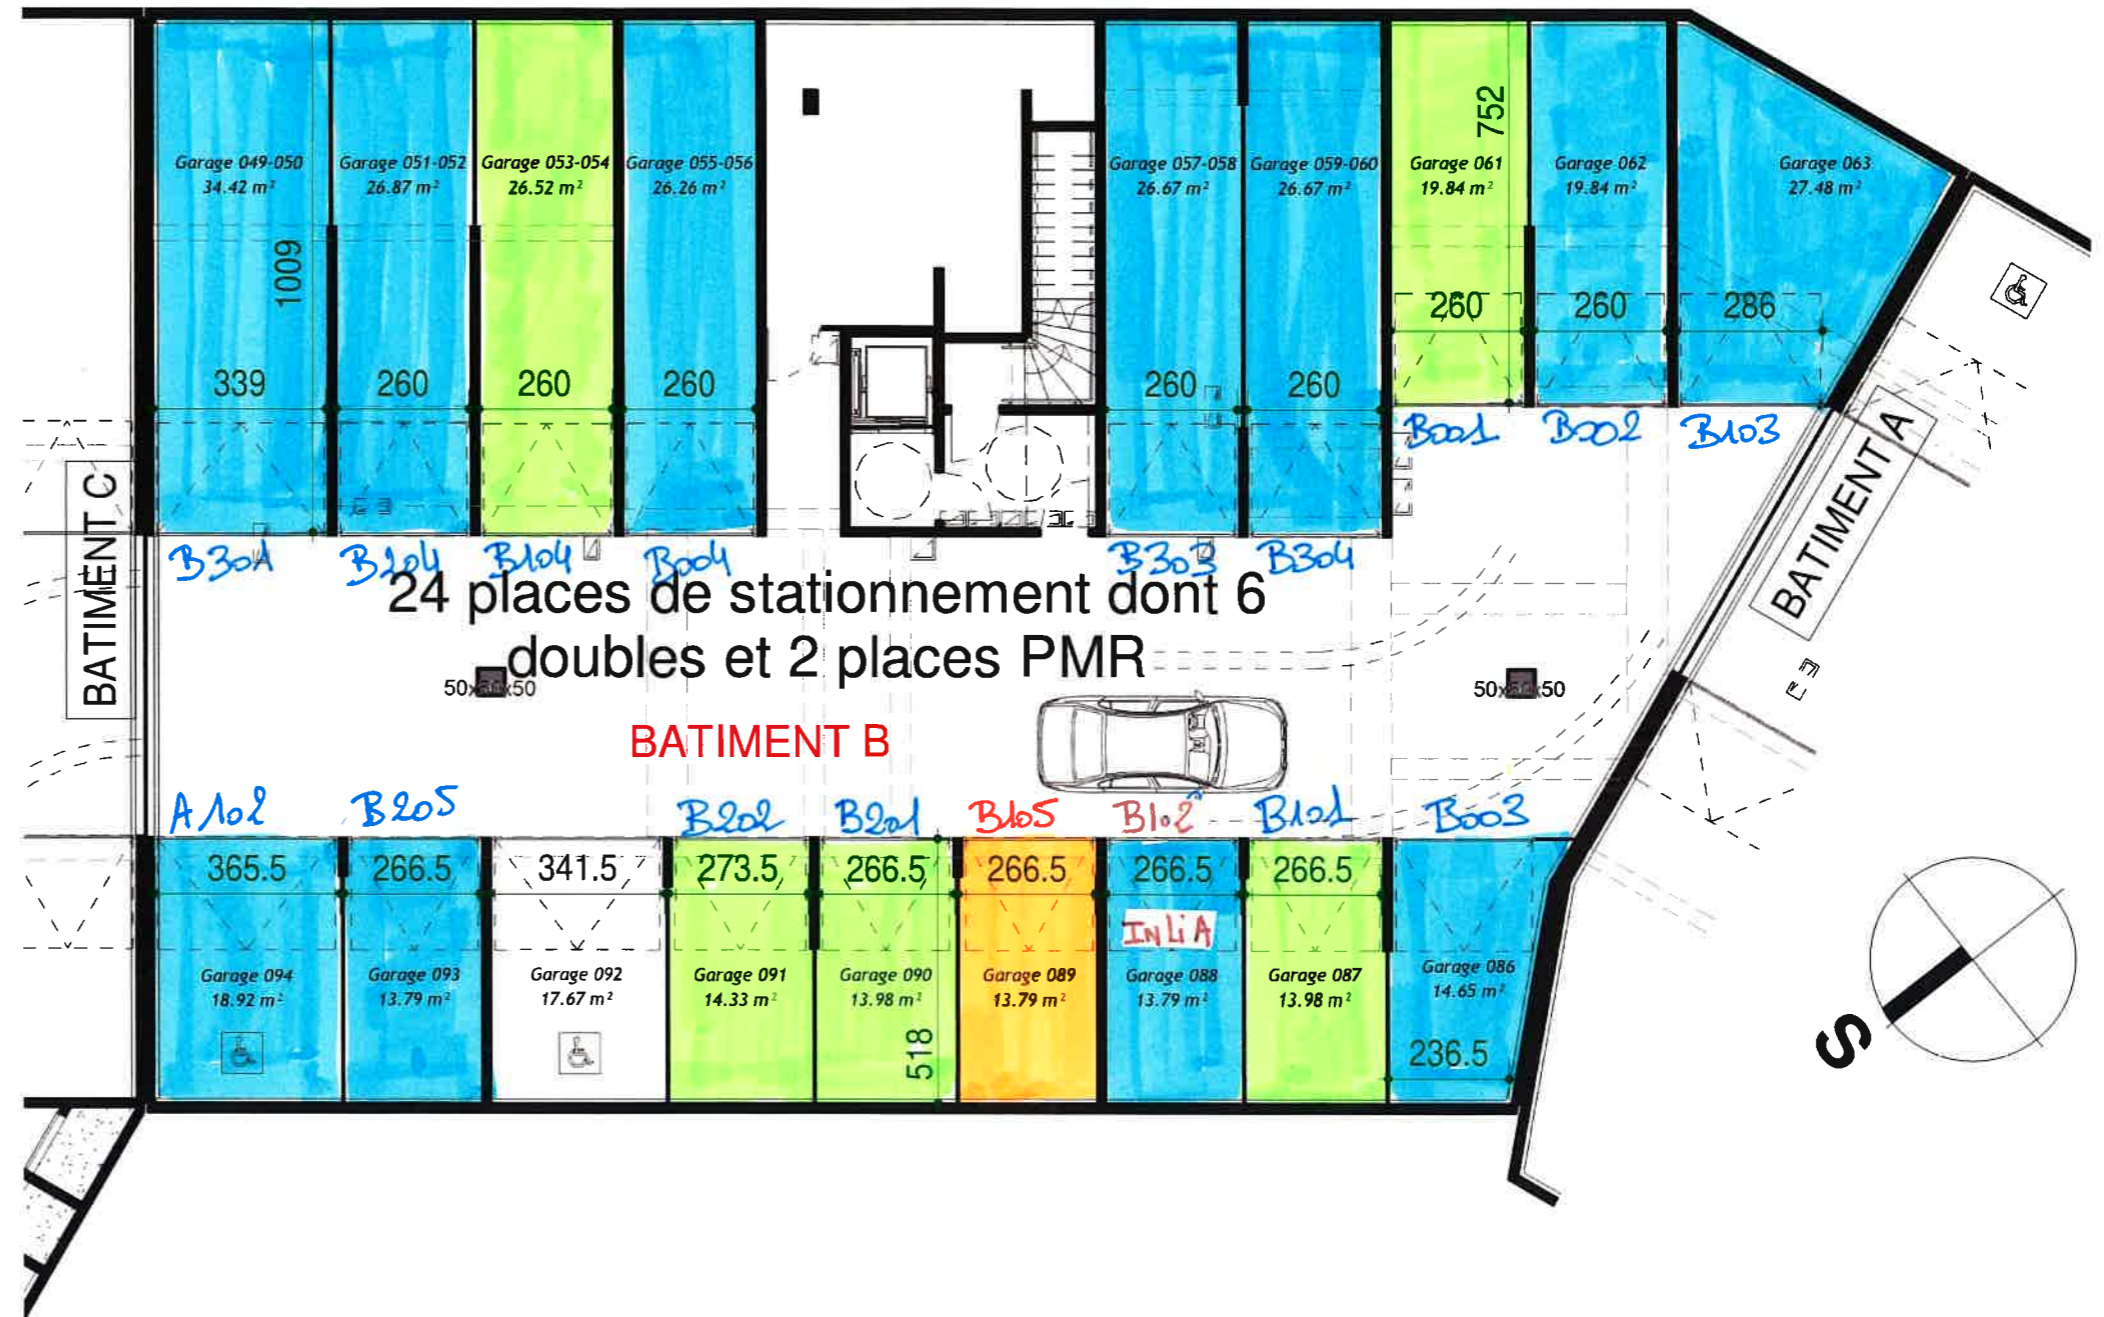 Garage 049-050
34.42 m²
Garage 051-052
26.87 m²
Garage 053-054
26.52 m²
Garage 055-056
26.26 m²
Garage 057-058
26.67 m²
Garage 059-060
26.67 m²
Garage 061
19.84 m²
Garage 062
19.84 m²
Garage 063
27.48 m²
752
1009
339
260
260
260
260
260
260
260
286
B001
B002
B103
B301
B204
B104
B004
B303
B304
BATIMENT C
BATIMENT A
24 places de stationnement dont 6
doubles et 2 places PMR
50x50x50
50x50x50
BATIMENT B
A102
B205
B202
B201
B105
B102
B101
B003
365.5
266.5
341.5
273.5
266.5
266.5
266.5
266.5
INLiA
Garage 094
18.92 m²
Garage 093
13.79 m²
Garage 092
17.67 m²
Garage 091
14.33 m²
Garage 090
13.98 m²
Garage 089
13.79 m²
Garage 088
13.79 m²
Garage 087
13.98 m²
Garage 086
14.65 m²
518
236.5
S